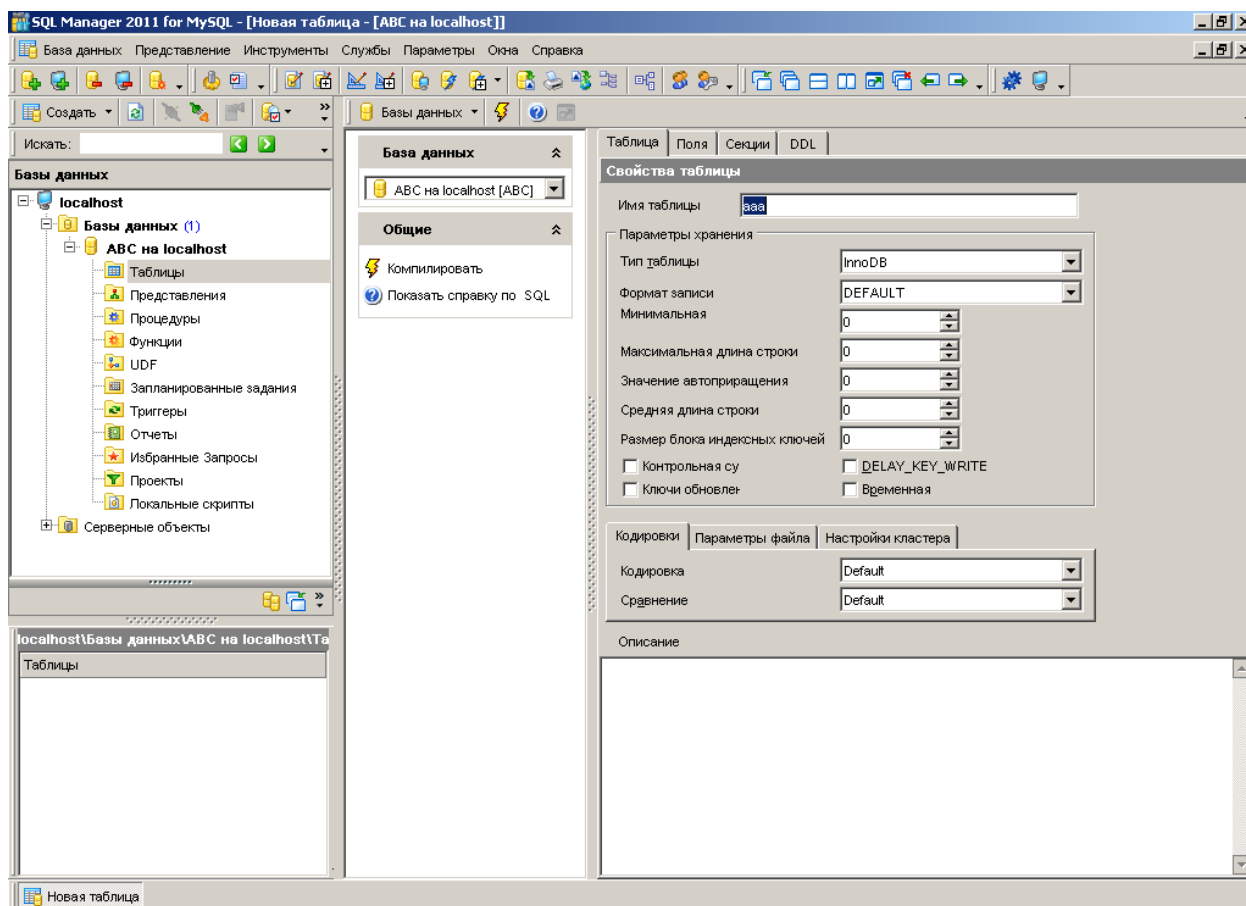 SQL Manager 2011 for MySQL - [Новая таблица - [ABC на localhost]]
База данных Представление Инструменты Службы Параметры Окна Справка
Создать
Базы данных
Искать:
Базы данных
localhost
Базы данных (1)
ABC на localhost
Таблицы
Представления
Процедуры
Функции
UDF
Запланированные задания
Триггеры
Отчеты
Избранные Запросы
Проекты
Локальные скрипты
Серверные объекты
localhost\Базы данных\ABC на localhost\Та
Таблицы
База данных
ABC на localhost [ABC]
Общие
Компилировать
Показать справку по SQL
Таблица Поля Секции DDL
Свойства таблицы
Имя таблицы aaa
Параметры хранения
Тип таблицы InnoDB
Формат записи DEFAULT
Минимальная 0
Максимальная длина строки 0
Значение автоприращения 0
Средняя длина строки 0
Размер блока индексных ключей 0
Контрольная су DELAY_KEY_WRITE
Ключи обновлен Временная
Кодировки Параметры файла Настройки кластера
Кодировка Default
Сравнение Default
Описание
Новая таблица